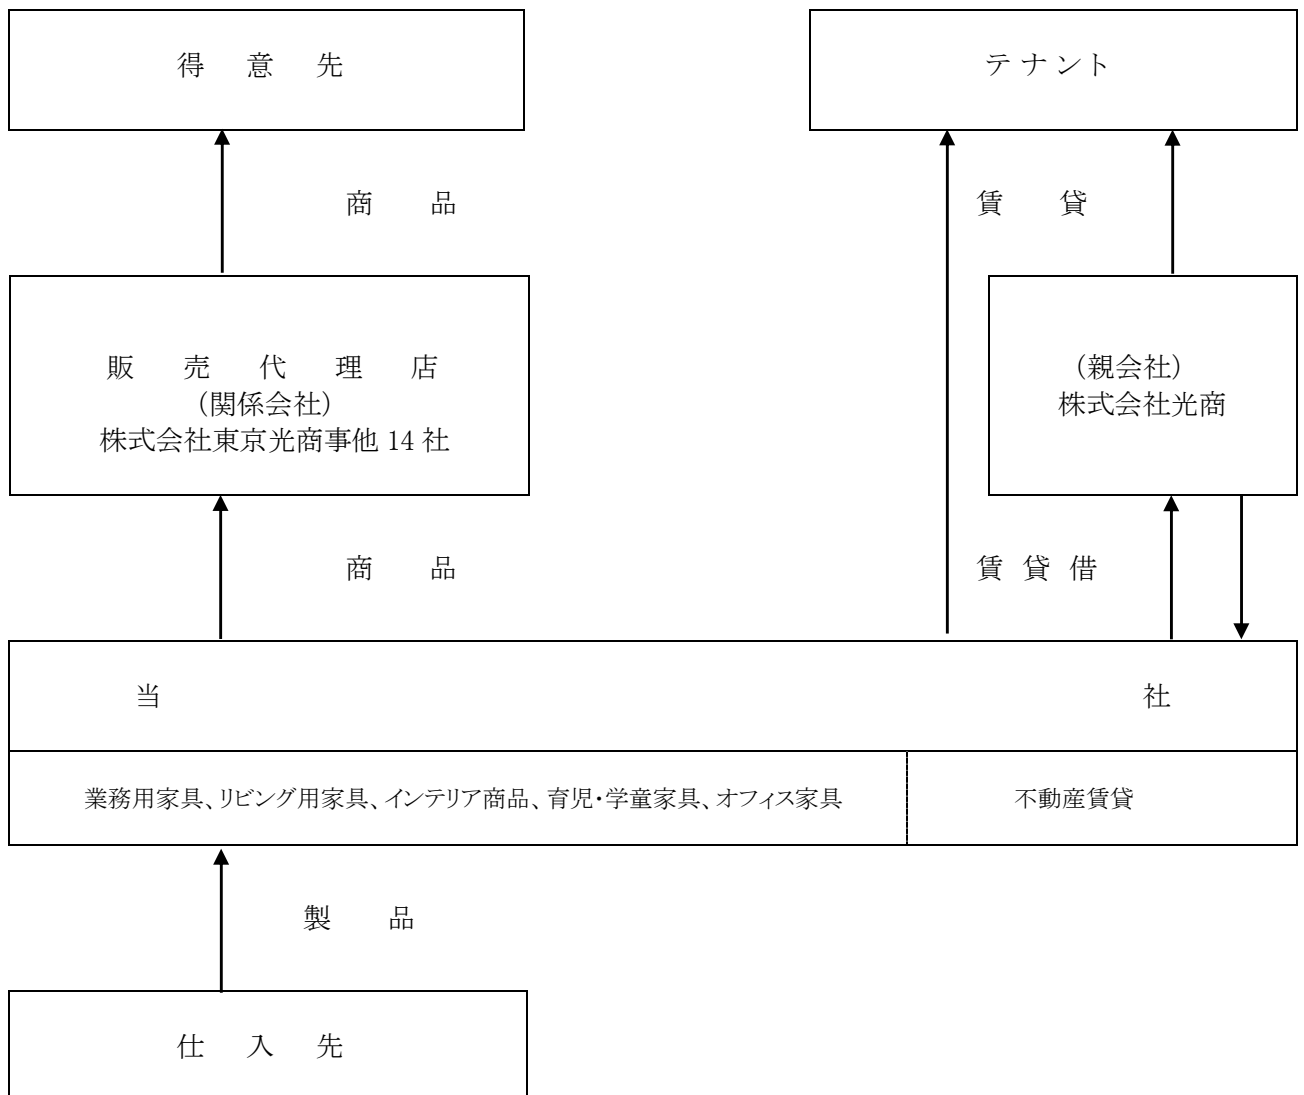 得 意 先
テナント
商 品
賃 貸
販 売 代 理 店
(関係会社)
株式会社東京光商事他 14 社
(親会社)
株式会社光商
商 品
賃 貸 借
当 社
業務用家具、リビング用家具、インテリア商品、育児・学童家具、オフィス家具
不動産賃貸
製 品
仕 入 先